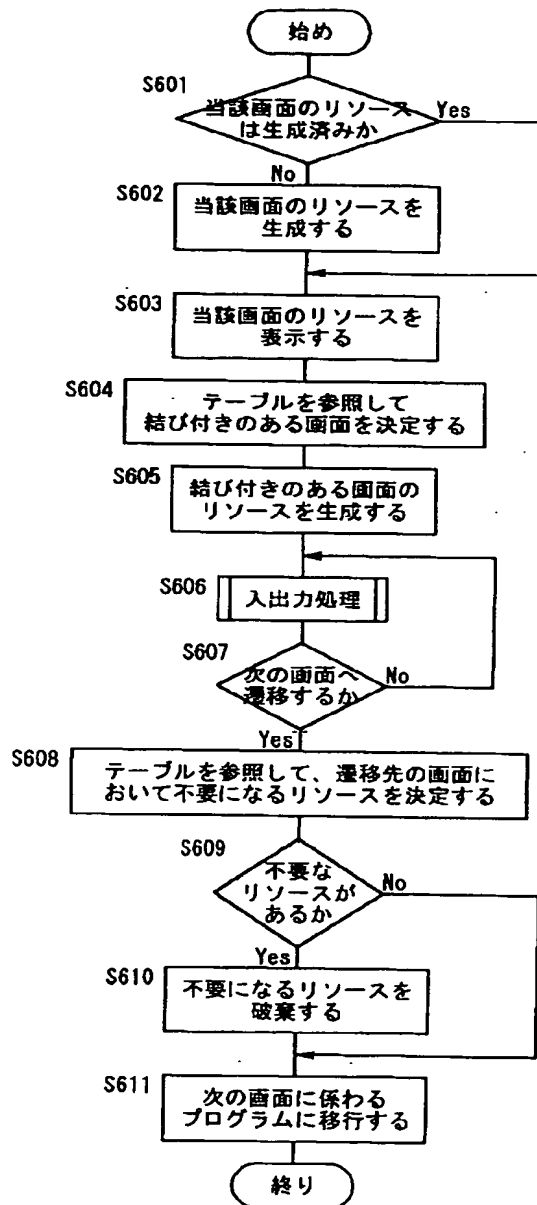 始め
S601
当該画面のリソース
は生成済みか
Yes
No
S602
当該画面のリソースを
生成する
S603
当該画面のリソースを
表示する
S604
テーブルを参照して
結び付きのある画面を決定する
S605
結び付きのある画面の
リソースを生成する
S606
入出力処理
S607
次の画面へ
遷移するか
No
Yes
S608
テーブルを参照して、遷移先の画面に
おいて不要になるリソースを決定する
S609
不要な
リソースが
あるか
No
Yes
S610
不要になるリソースを
破棄する
S611
次の画面に係わる
プログラムに移行する
終り